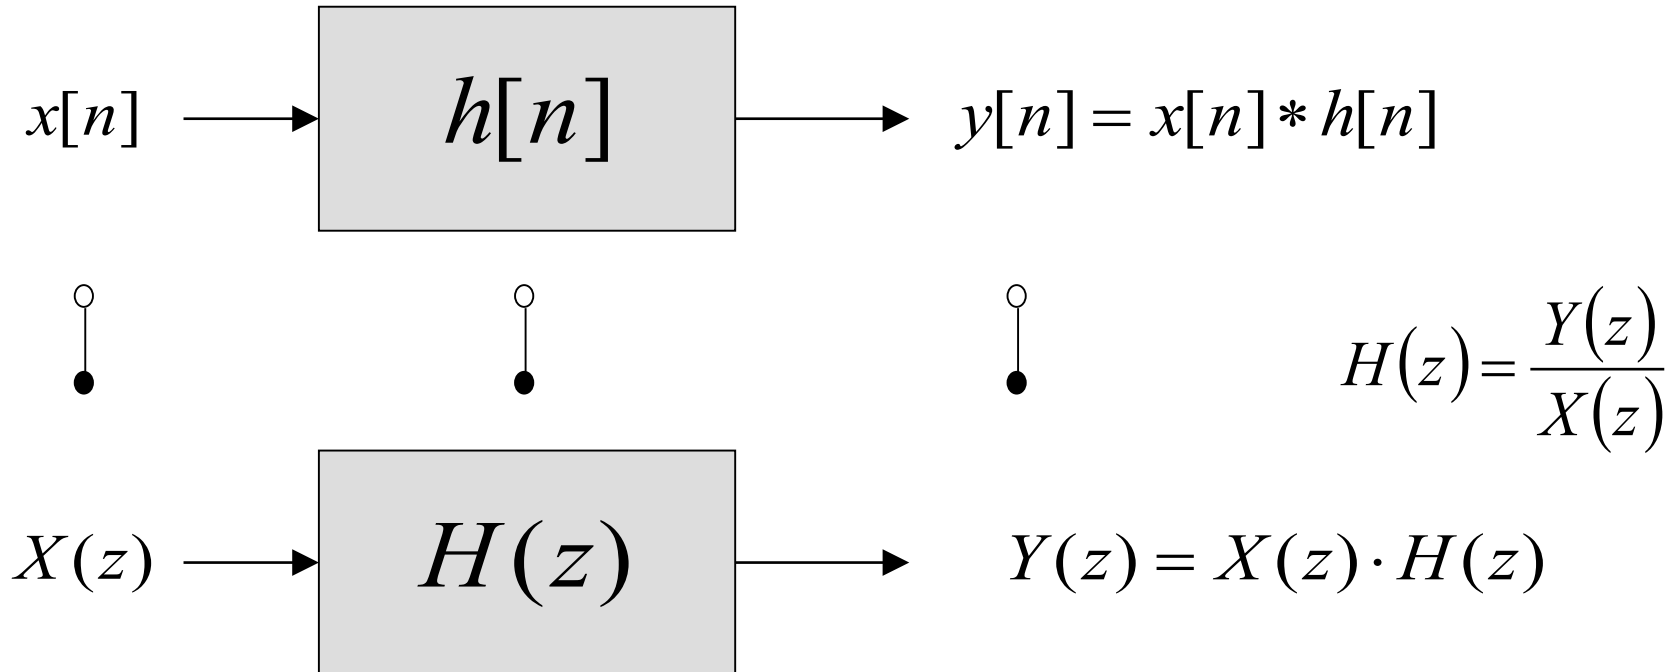 x[n] h[n] y[n] = x[n] * h[n]
H(z) = Y(z) / X(z)
X(z) H(z) Y(z) = X(z) · H(z)